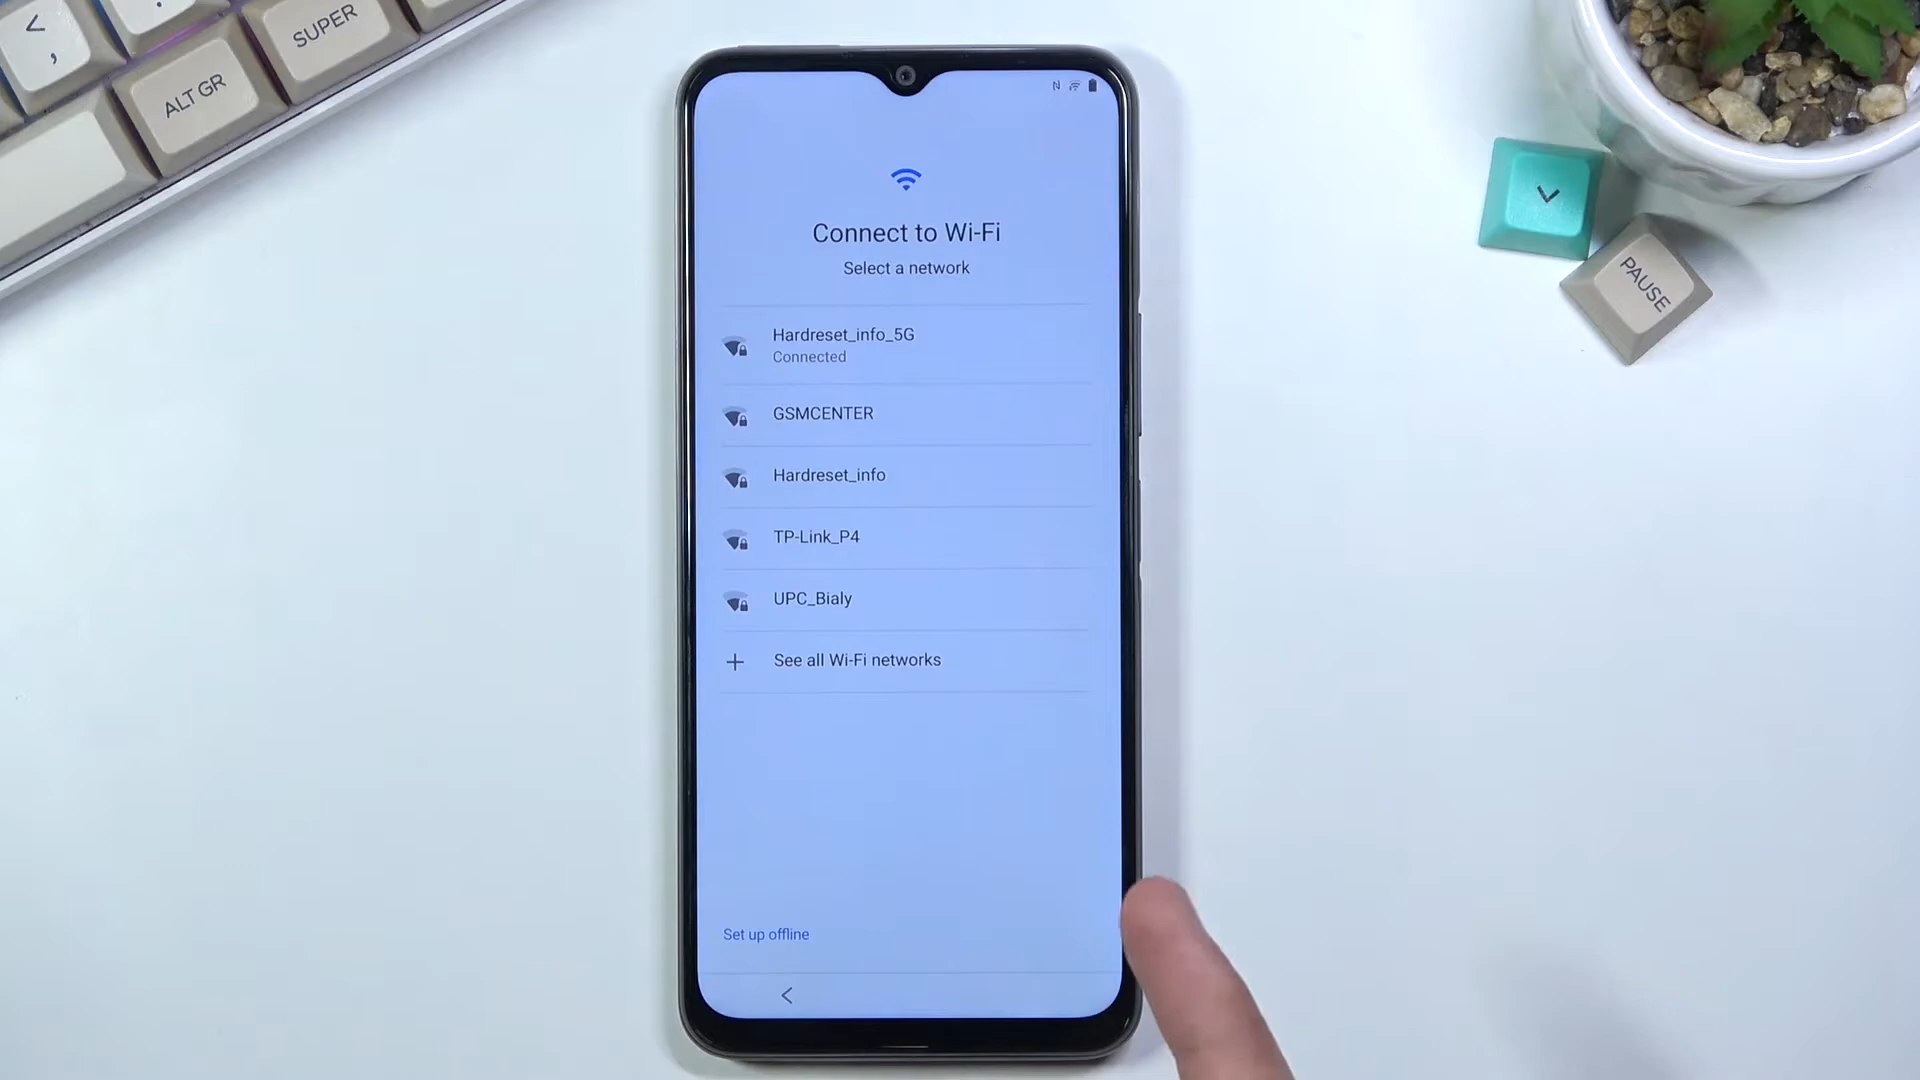 <
,
ALT GR
SUPER
PAUSE
N
Connect to Wi-Fi
Select a network
Hardreset_info_5G
Connected
GSMCENTER
Hardreset_info
TP-Link_P4
UPC_Bialy
See all Wi-Fi networks
Set up offline